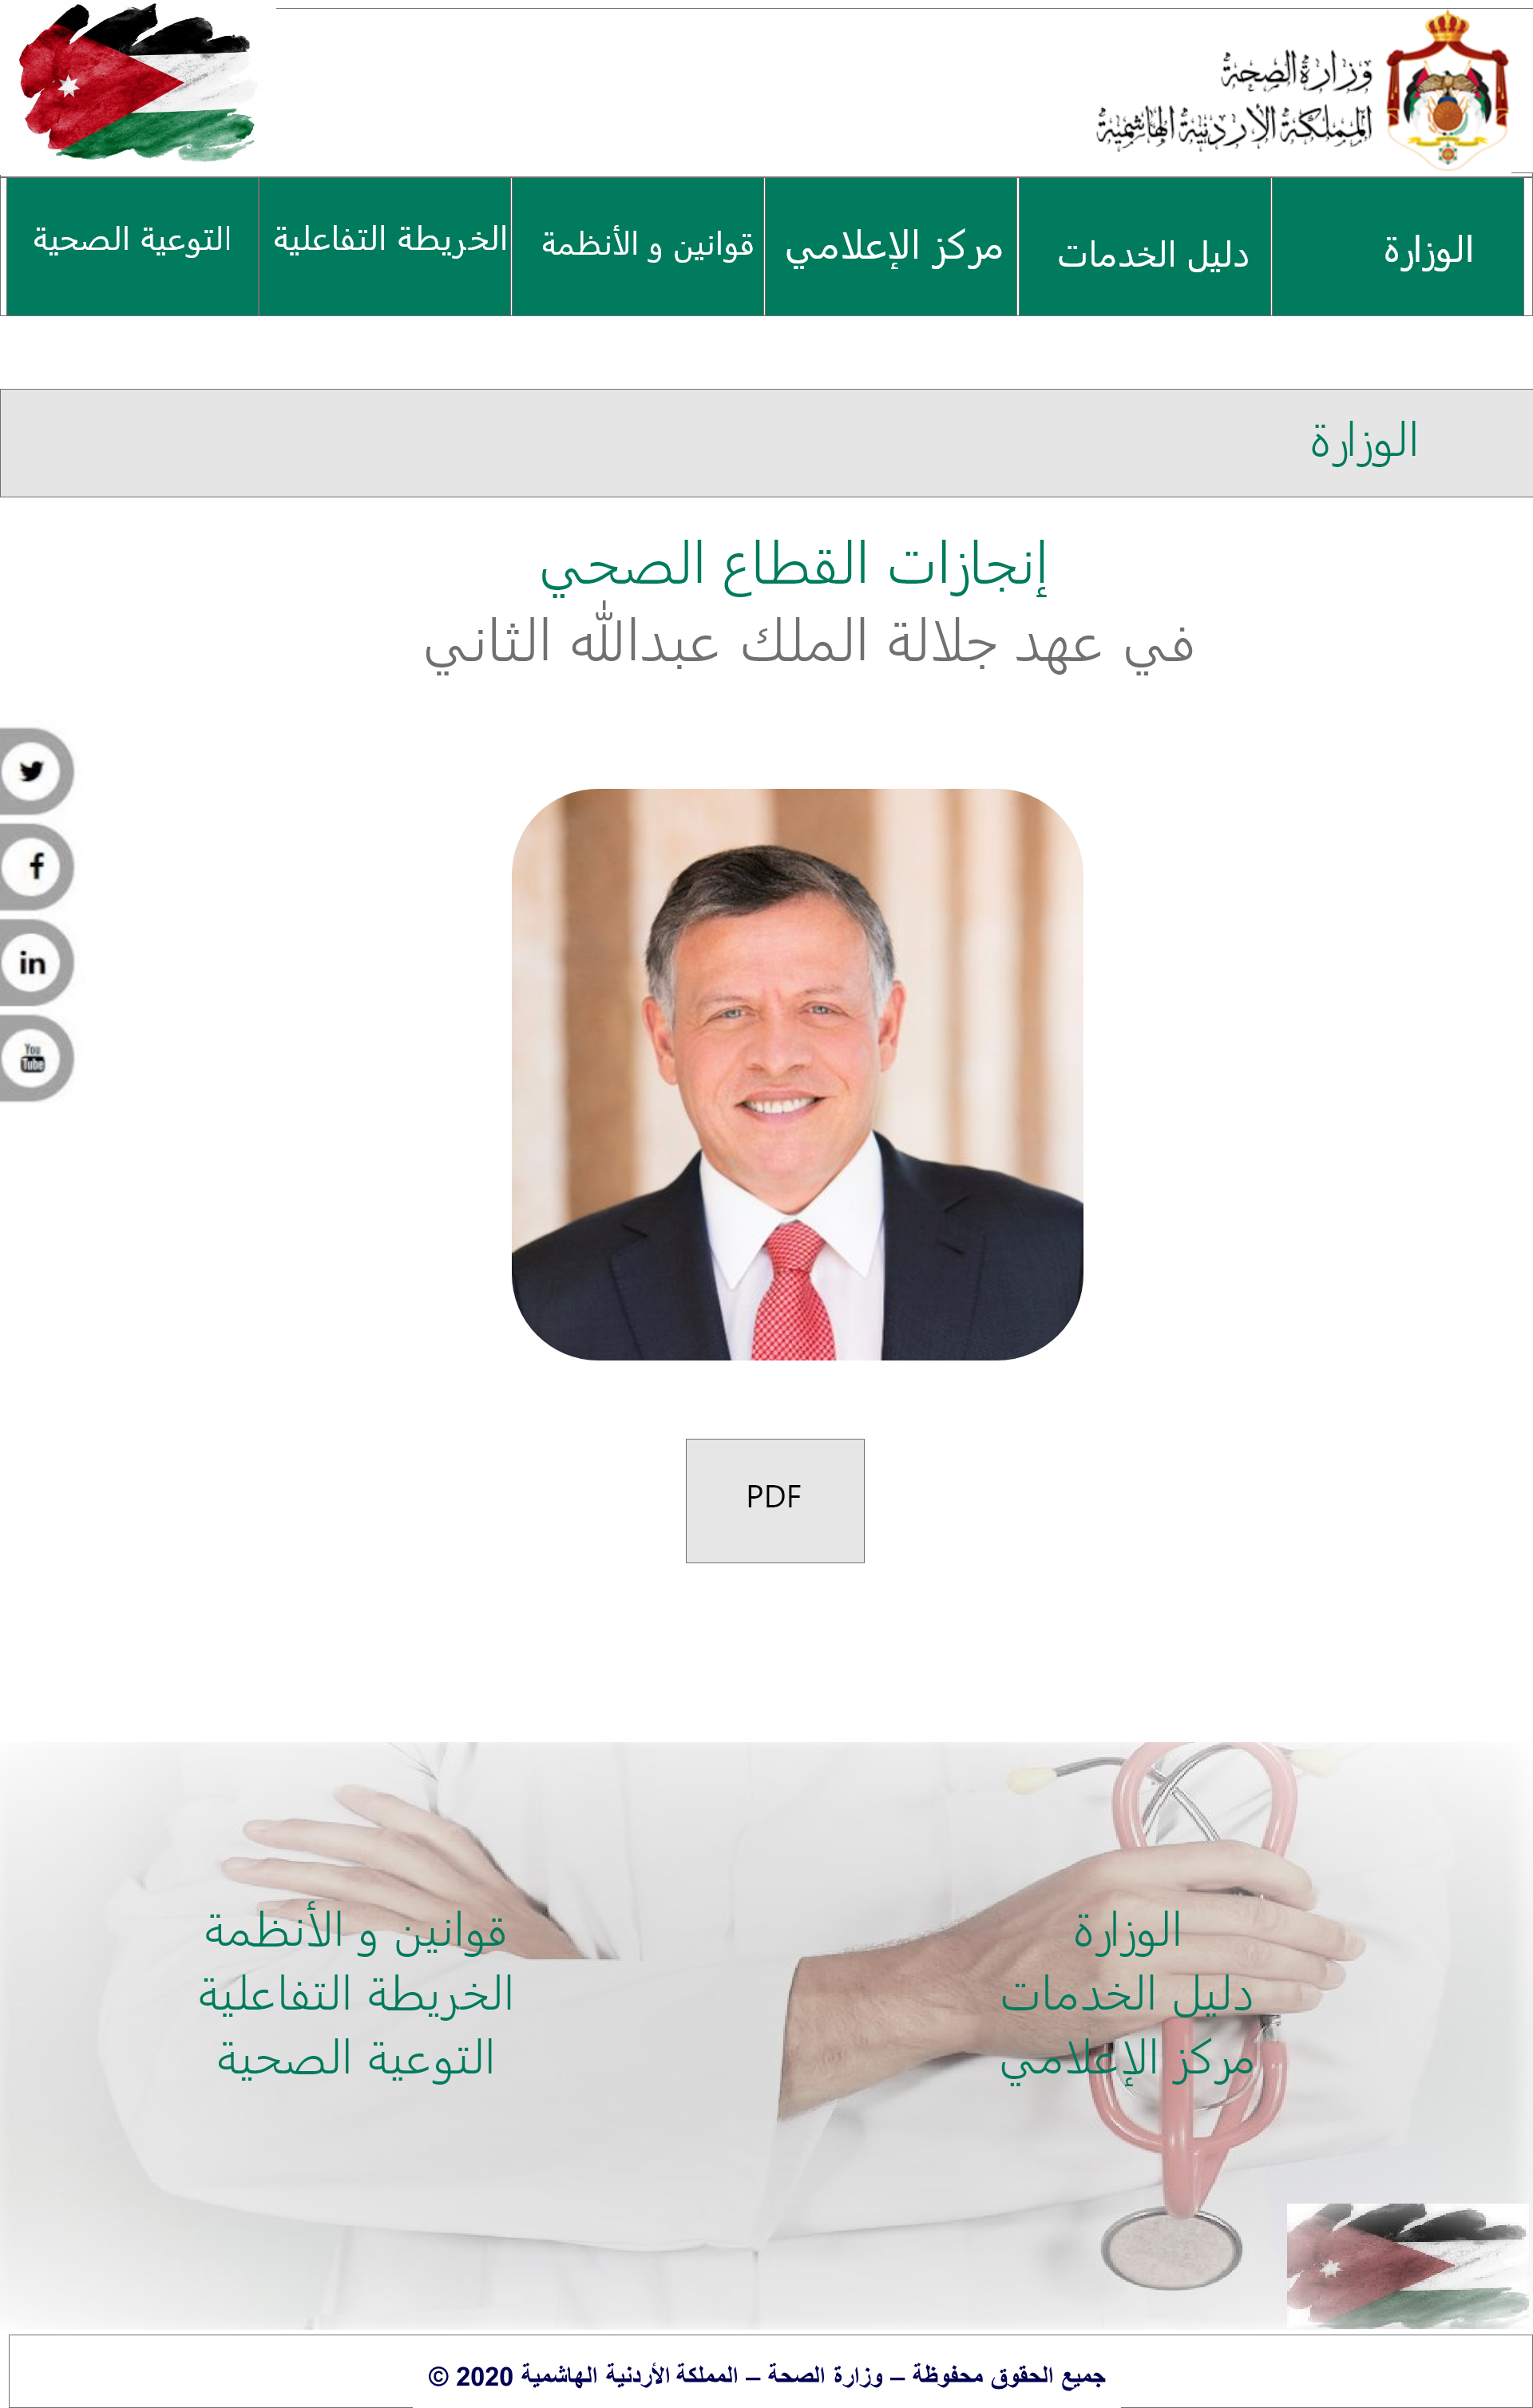 وزارة الصحة
المملكة الأردنية الهاشمية
الوزارة
دليل الخدمات
مركز الإعلامي
قوانين و الأنظمة
الخريطة التفاعلية
التوعية الصحية
الوزارة
إنجازات القطاع الصحي
في عهد جلالة الملك عبدالله الثاني
in
You
Tube
PDF
الوزارة
دليل الخدمات
مركز الإعلامي
قوانين و الأنظمة
الخريطة التفاعلية
التوعية الصحية
جميع الحقوق محفوظة – وزارة الصحة – المملكة الأردنية الهاشمية 2020 ©